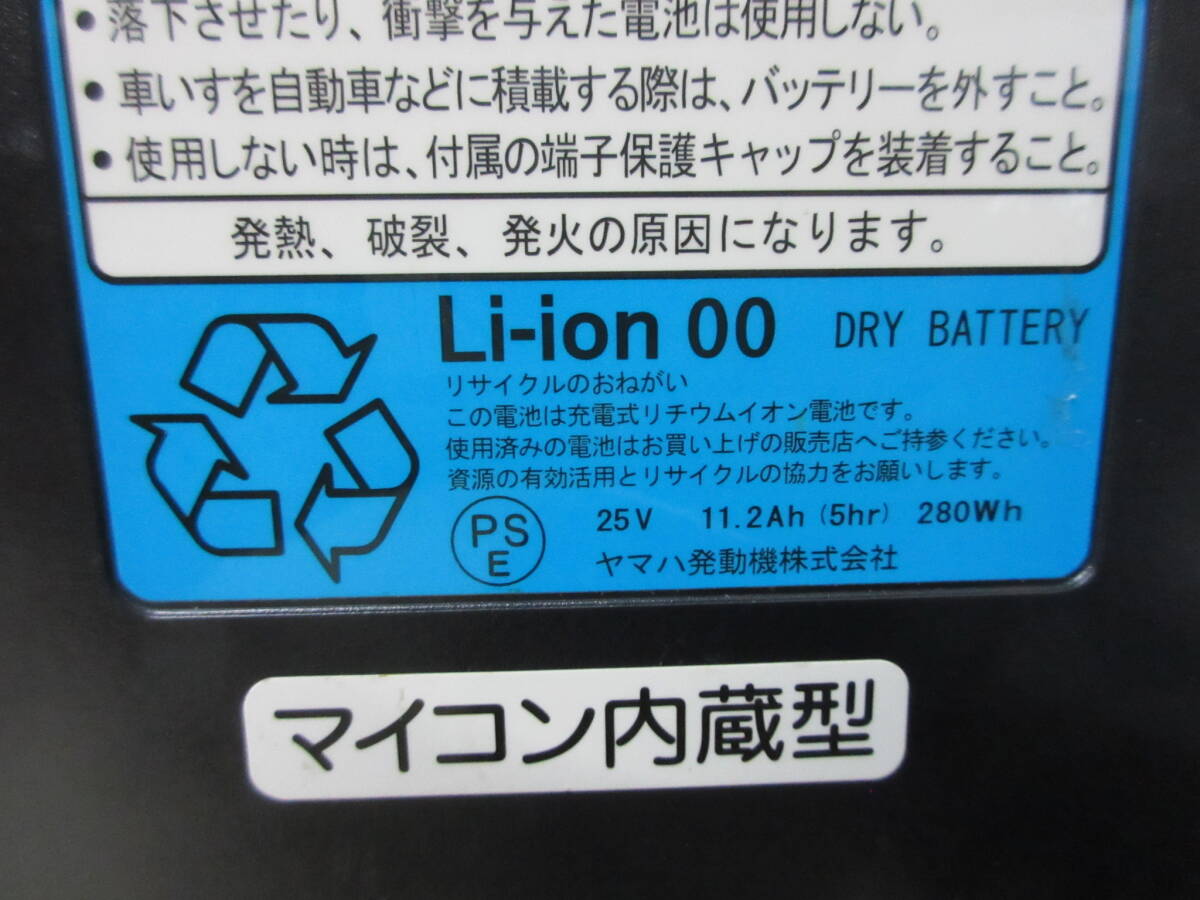 ・落下させたり、衝撃を与えた電池は使用しない。
・車いすを自動車などに積載する際は、バッテリーを外すこと。
・使用しない時は、付属の端子保護キャップを装着すること。
発熱、破裂、発火の原因になります。
Li-ion 00 DRY BATTERY
リサイクルのおねがい
この電池は充電式リチウムイオン電池です。
使用済みの電池はお買い上げの販売店へご持参ください。
資源の有効活用とリサイクルの協力をお願いします。
PS
E
25V 11.2Ah (5hr) 280Wh
ヤマハ発動機株式会社
マイコン内蔵型